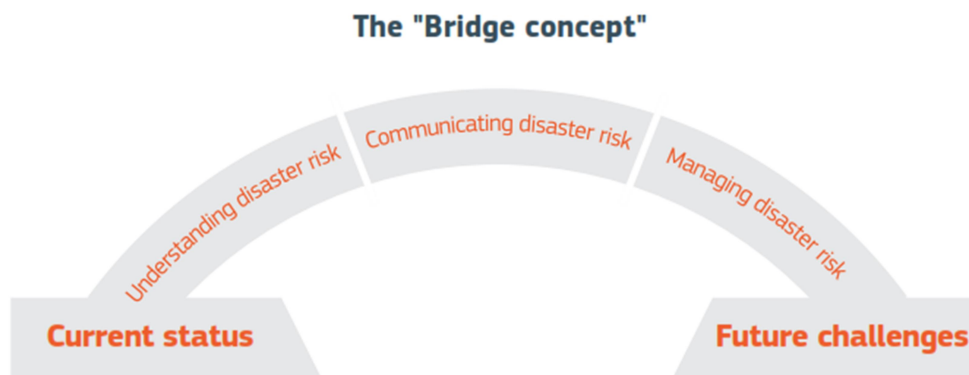 The "Bridge concept"
Understanding disaster risk
Communicating disaster risk
Managing disaster risk
Current status
Future challenges